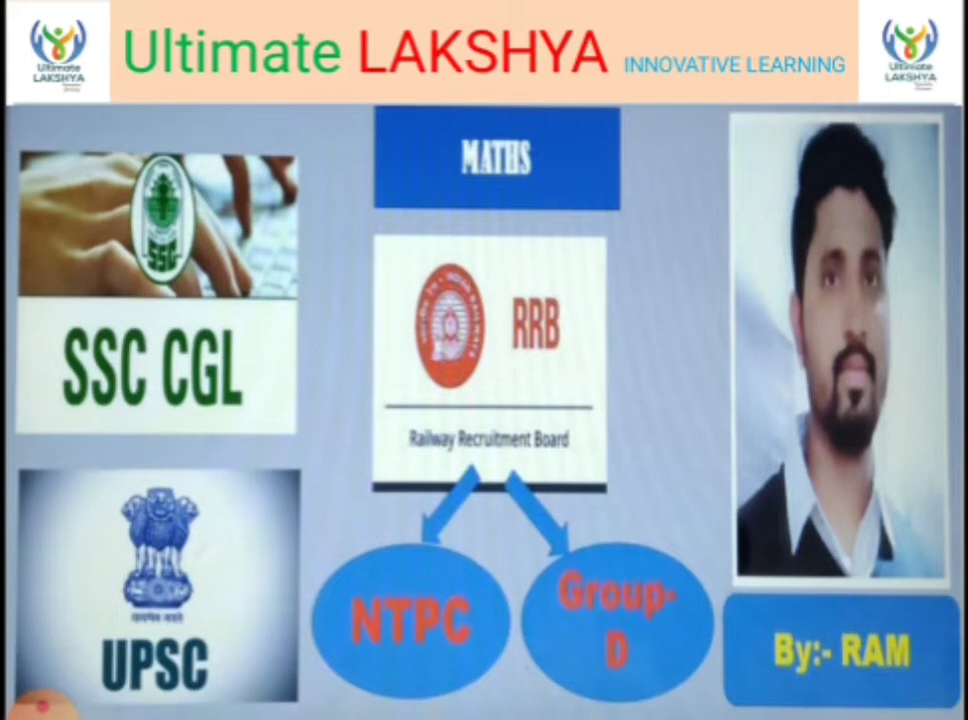 Ultimate LAKSHYA INNOVATIVE LEARNING
Ultimate
LAKSHYA
Ultimate
LAKSHYA
MATHS
SSC
SSC CGL
RRB
Railway Recruitment Board
UPSC
NTPC
Group-
D
By:- RAM